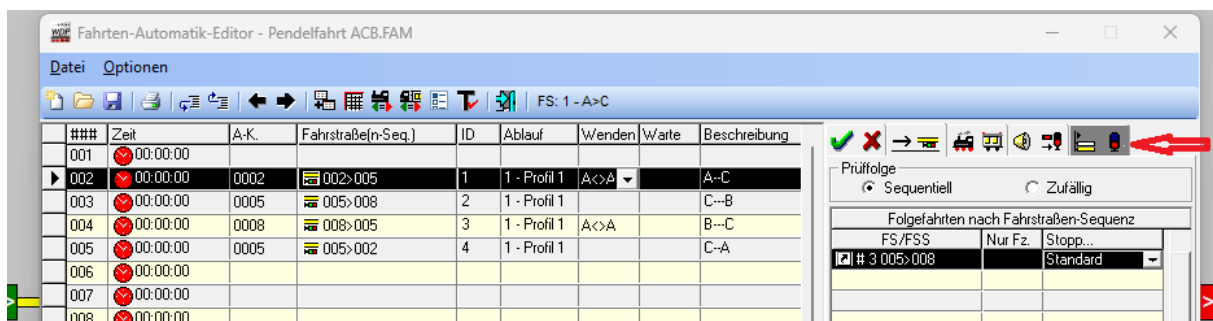 Fahrten-Automatik-Editor - Pendelfahrt ACB.FAM
Datei Optionen
FS: 1 - A>C
### Zeit A-K. Fahrstraße(n-Seq.) ID Ablauf Wenden Warte Beschreibung
001 00:00:00
002 00:00:00 0002 002>005 1 1 - Profil 1 A<>A A--C
003 00:00:00 0005 005>008 2 1 - Profil 1 C---B
004 00:00:00 0008 008>005 3 1 - Profil 1 A<>A B---C
005 00:00:00 0005 005>002 4 1 - Profil 1 C--A
006 00:00:00
007 00:00:00
008 00:00:00
Prüffolge
Sequentiell Zufällig
Folgefahrten nach Fahrstraßen-Sequenz
FS/FSS Nur Fz. Stopp...
# 3 005>008 Standard